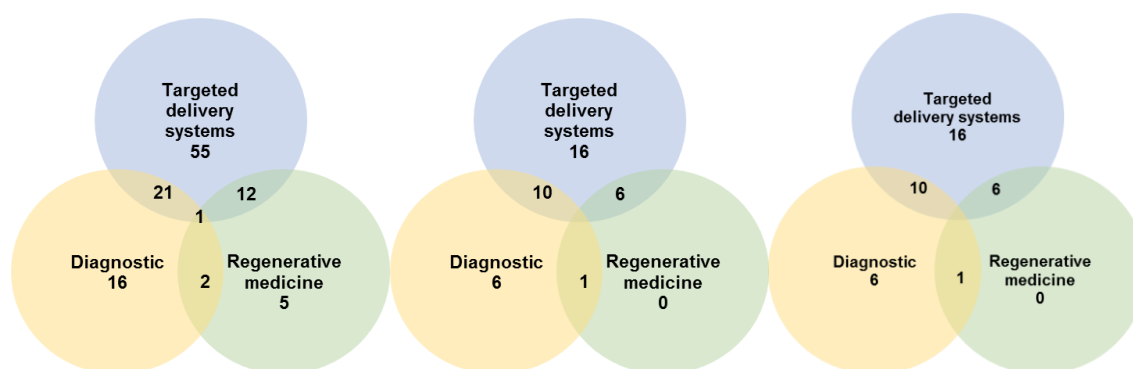 Targeted
delivery
systems
55
21
12
1
Diagnostic
16
2
Regenerative
medicine
5
Targeted
delivery
systems
16
10
6
Diagnostic
6
1
Regenerative
medicine
0
Targeted
delivery systems
16
10
6
Diagnostic
6
1
Regenerative
medicine
0